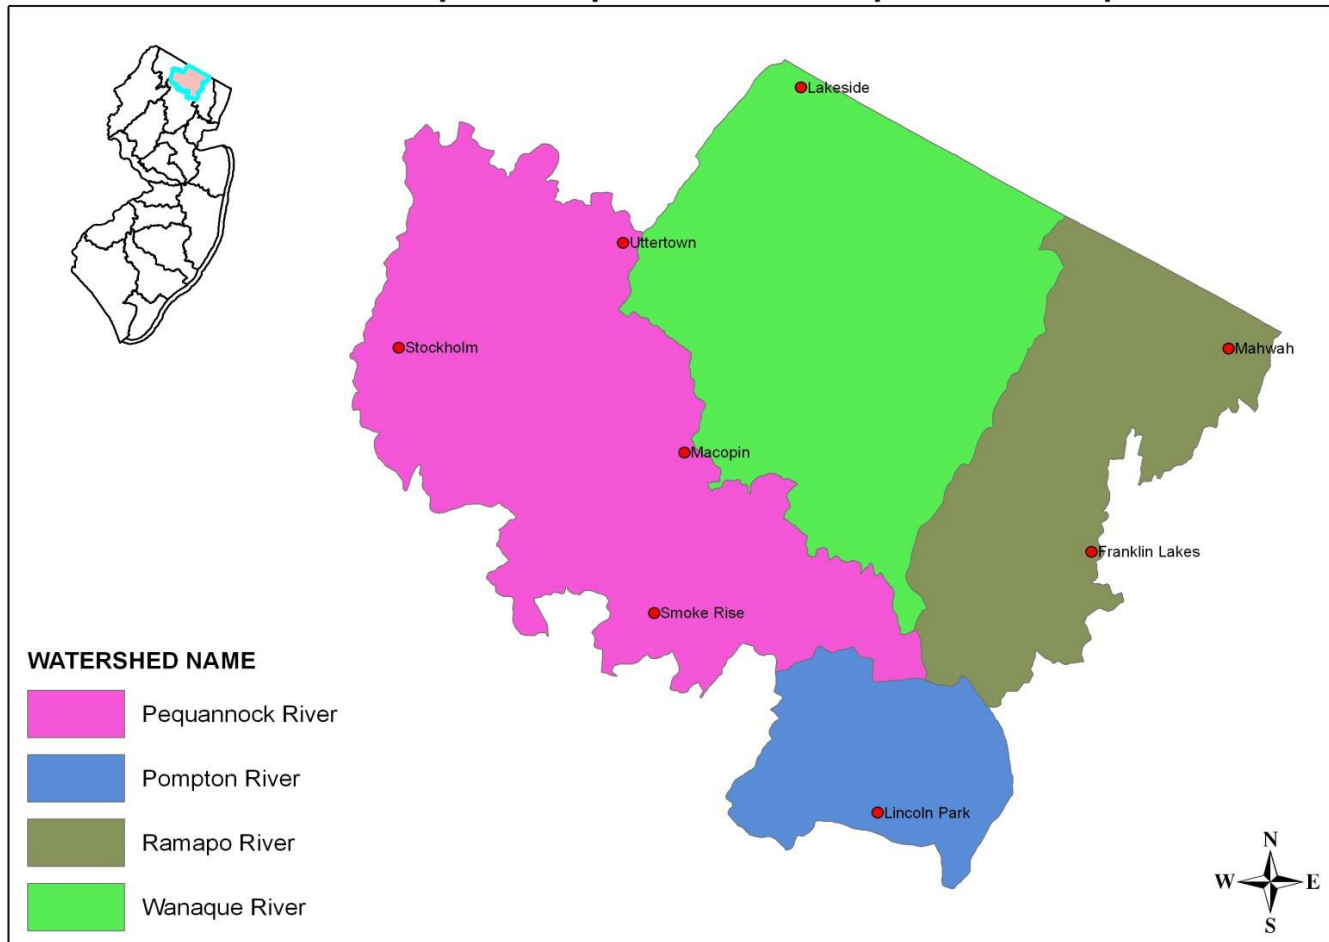 Lakeside
Uttertown
Stockholm
Mahwah
Macopin
Franklin Lakes
Smoke Rise
Lincoln Park
WATERSHED NAME
Pequannock River
Pompton River
Ramapo River
Wanaque River
N
W E
S